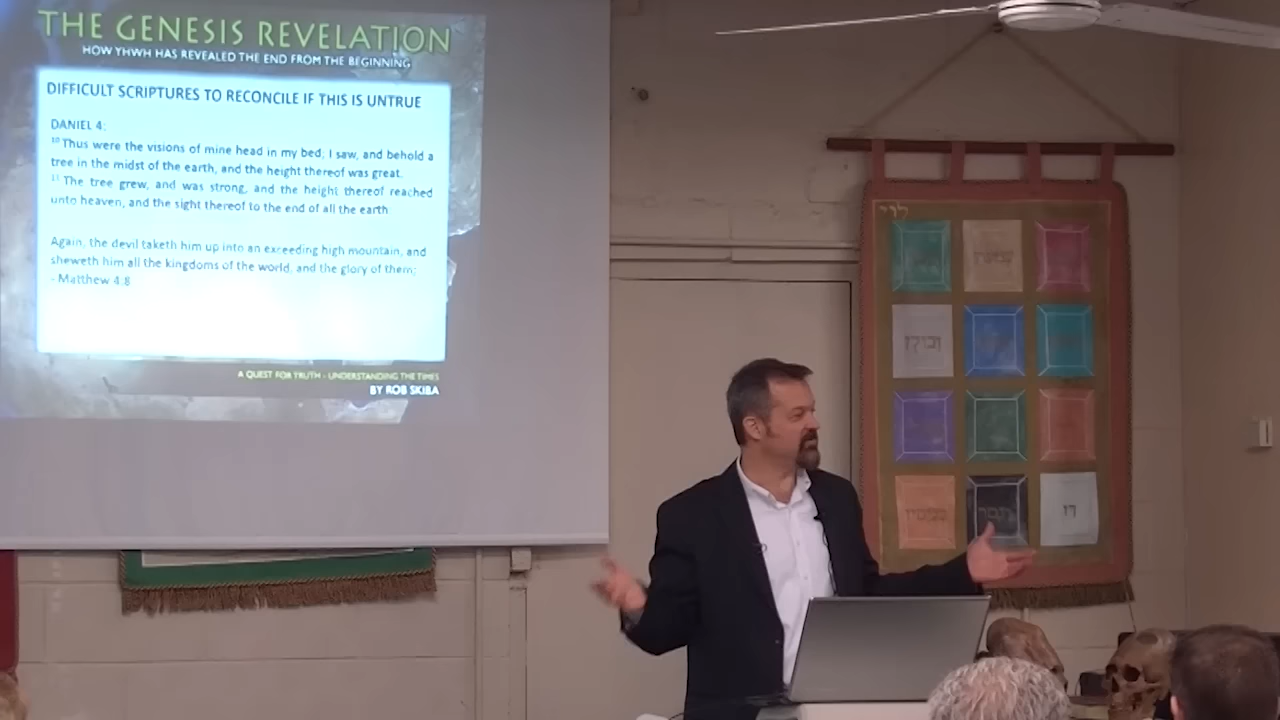 THE GENESIS REVELATION
HOW YHWH HAS REVEALED THE END FROM THE BEGINNING
DIFFICULT SCRIPTURES TO RECONCILE IF THIS IS UNTRUE
DANIEL 4:
10 Thus were the visions of mine head in my bed; I saw, and behold a
tree in the midst of the earth, and the height thereof was great.
11 The tree grew, and was strong, and the height thereof reached
unto heaven, and the sight thereof to the end of all the earth
Again, the devil taketh him up into an exceeding high mountain, and
sheweth him all the kingdoms of the world, and the glory of them;
- Matthew 4:8
A QUEST FOR TRUTH - UNDERSTANDING THE TIMES
BY ROB SKIBA
לוי